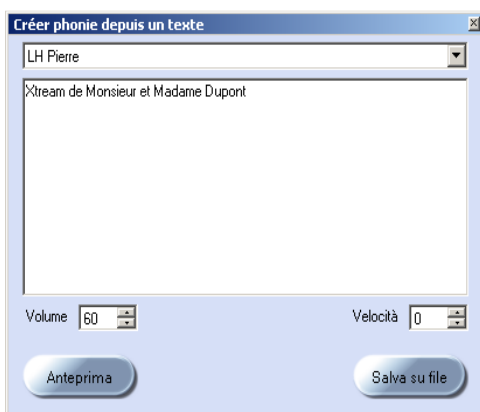 Créer phonie depuis un texte
LH Pierre
Xtream de Monsieur et Madame Dupont
Volume 60 Velocità 0
Anteprima Salva su file